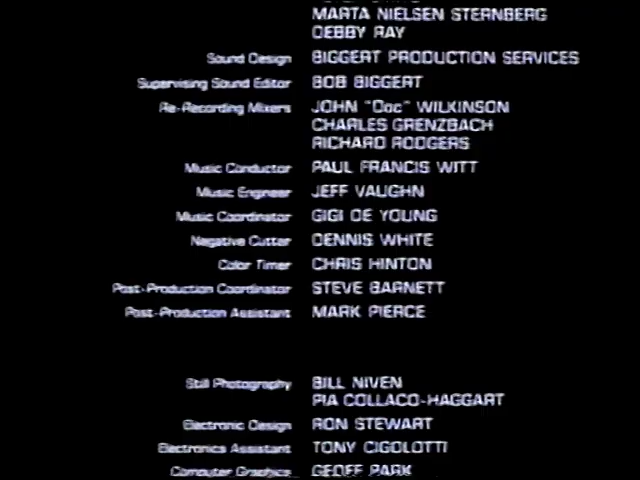 MARTA NIELSEN STERNBERG
DEBBY RAY
Sound Design BIGGERT PRODUCTION SERVICES
Supervising Sound Editor BOB BIGGERT
Re-Recording Mixers JOHN "Doc" WILKINSON
CHARLES GRENZBACH
RICHARD RODGERS
Music Conductor PAUL FRANCIS WITT
Music Engineer JEFF VAUGHN
Music Coordinator GIGI DE YOUNG
Negative Cutter DENNIS WHITE
Color Timer CHRIS HINTON
Post-Production Coordinator STEVE BARNETT
Post-Production Assistant MARK PIERCE
Still Photography BILL NIVEN
PIA COLLACO-HAGGART
Electronic Design RON STEWART
Electronics Assistant TONY CIGOLOTTI
Computer Graphics GEOFF PARK